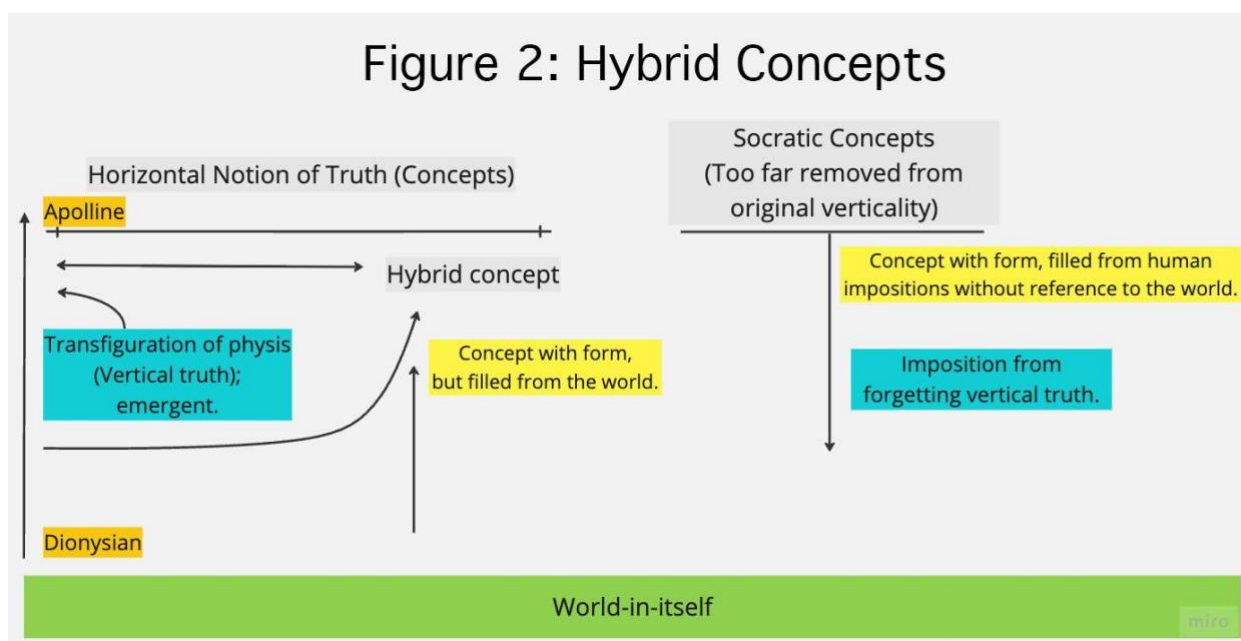 Figure 2: Hybrid Concepts
Horizontal Notion of Truth (Concepts)
Apolline
Hybrid concept
Transfiguration of physis
(Vertical truth);
emergent.
Concept with form,
but filled from the world.
Dionysian
Socratic Concepts
(Too far removed from
original verticality)
Concept with form, filled from human
impositions without reference to the world.
Imposition from
forgetting vertical truth.
World-in-itself
miro